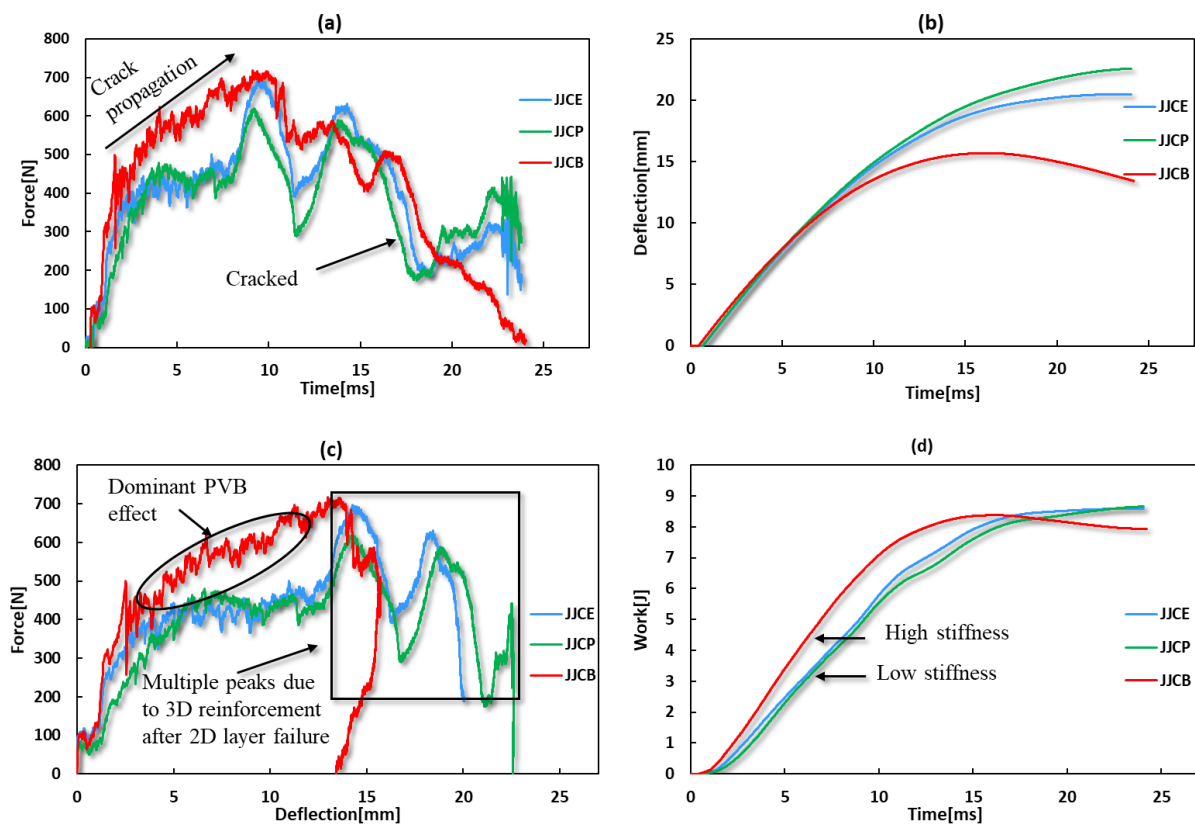 (a)
800
700
600
500
400
300
200
100
0
Force[N]
0
5
10
15
20
25
Time[ms]
Crack
propagation
Cracked
JJCE
JJCP
JJCB
(b)
25
20
15
10
5
0
Deflection[mm]
0
5
10
15
20
25
Time[ms]
JJCE
JJCP
JJCB
(c)
800
700
600
500
400
300
200
100
0
Force[N]
0
5
10
15
20
25
Deflection[mm]
Dominant PVB
effect
Multiple peaks due
to 3D reinforcement
after 2D layer failure
JJCE
JJCP
JJCB
(d)
10
9
8
7
6
5
4
3
2
1
0
Work[J]
0
5
10
15
20
25
Time[ms]
High stiffness
Low stiffness
JJCE
JJCP
JJCB